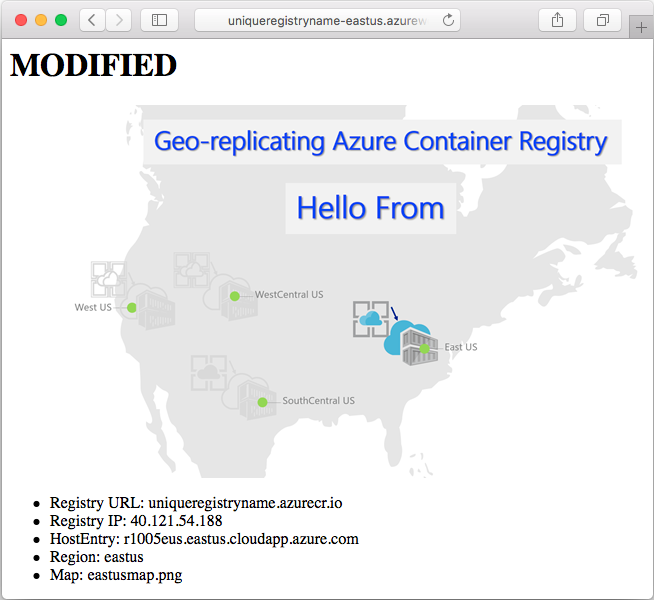 uniqueregistryname-eastus.azurew
MODIFIED
Geo-replicating Azure Container Registry
Hello From
WestCentral US
West US
East US
SouthCentral US
Registry URL: uniqueregistryname.azurecr.io
Registry IP: 40.121.54.188
HostEntry: r1005eus.eastus.cloudapp.azure.com
Region: eastus
Map: eastusmap.png